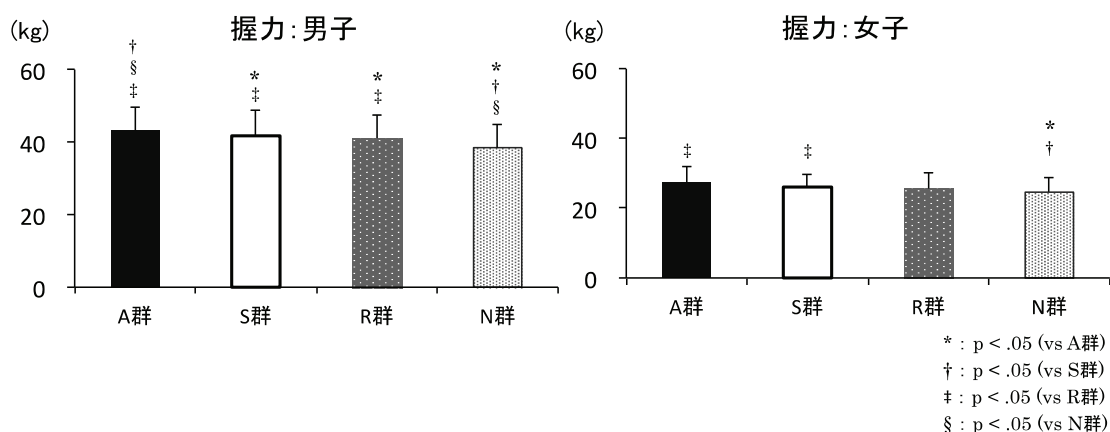 握力:男子
(kg)
60
40
20
0
†
§
‡
*
‡
*
‡
*
†
§
A群
S群
R群
N群
握力:女子
(kg)
60
40
20
0
‡
‡
*
†
A群
S群
R群
N群
* : p < .05 (vs A群)
† : p < .05 (vs S群)
‡ : p < .05 (vs R群)
§ : p < .05 (vs N群)